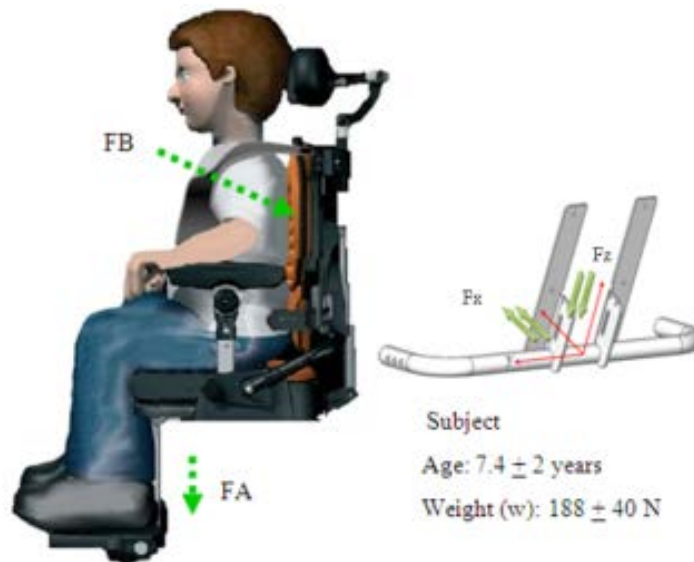 FB
Fz
Fx
FA
Subject
Age: 7.4 ± 2 years
Weight (w): 188 ± 40 N